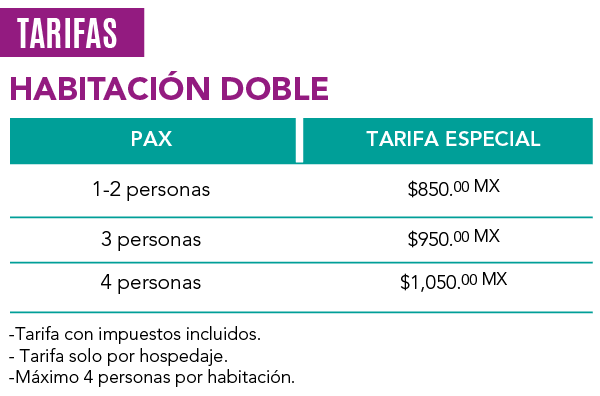 TARIFAS
HABITACIÓN DOBLE
PAX TARIFA ESPECIAL
1-2 personas $850.00 MX
3 personas $950.00 MX
4 personas $1,050.00 MX
-Tarifa con impuestos incluidos.
- Tarifa solo por hospedaje.
-Máximo 4 personas por habitación.